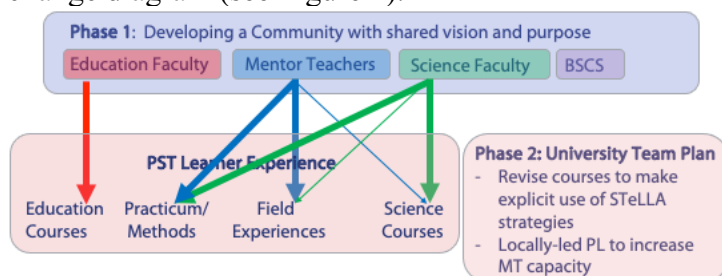 Phase 1: Developing a Community with shared vision and purpose
Education Faculty
Mentor Teachers
Science Faculty
BSCS
PST Learner Experience
Education
Courses
Practicum/
Methods
Field
Experiences
Science
Courses
Phase 2: University Team Plan
- Revise courses to make
explicit use of STeLLA
strategies
- Locally-led PL to increase
MT capacity